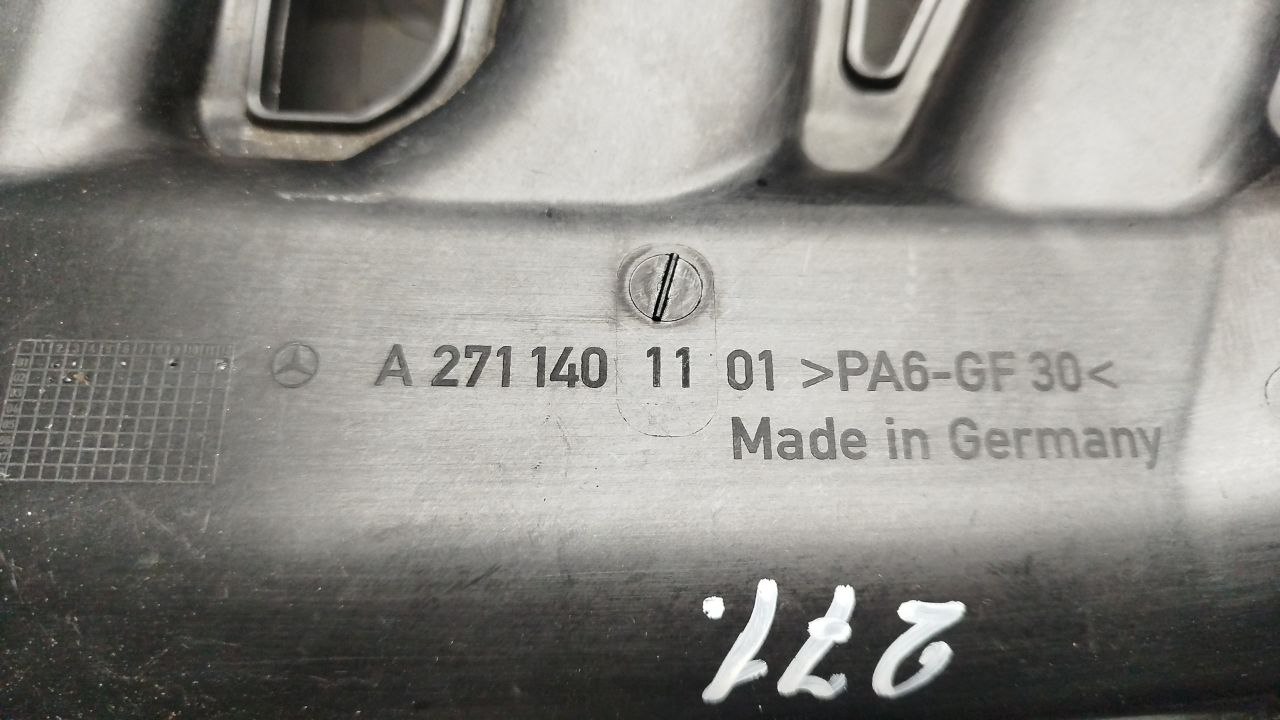 A 271 140 11 01 >PA6-GF 30<
Made in Germany
271.